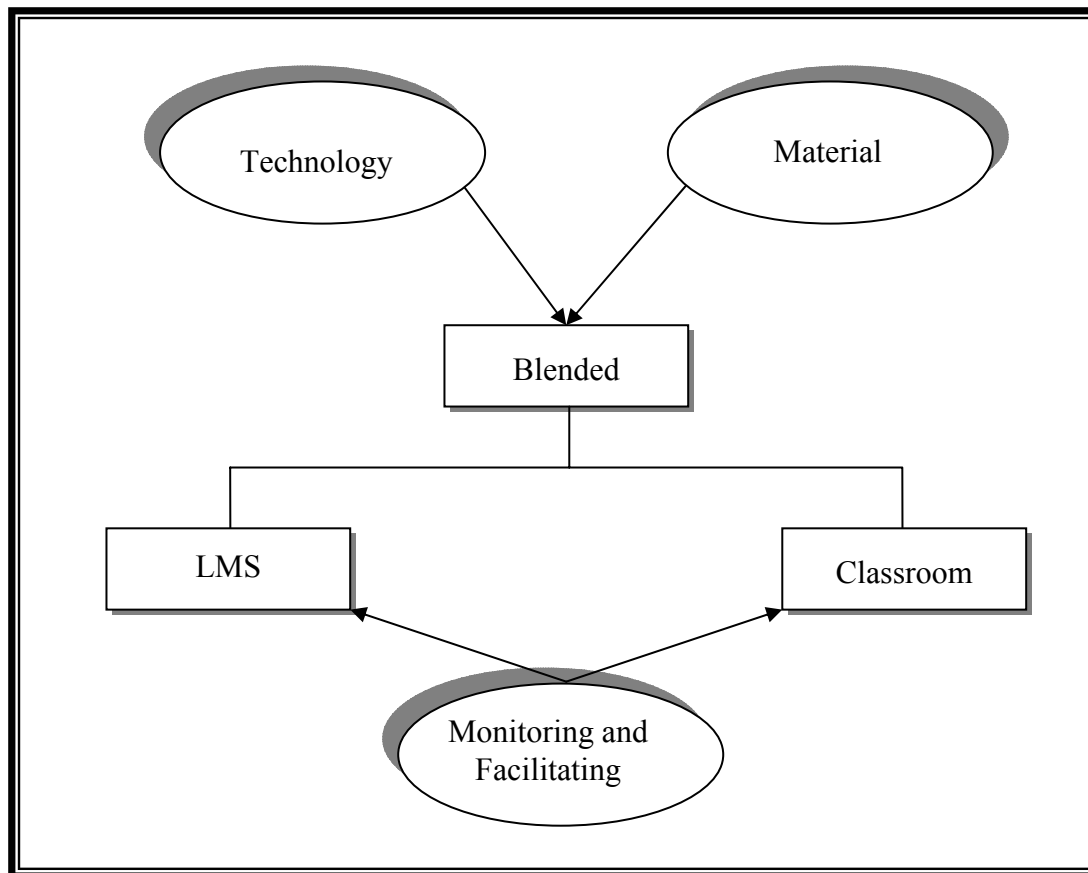 Technology
Material
Blended
LMS
Classroom
Monitoring and
Facilitating